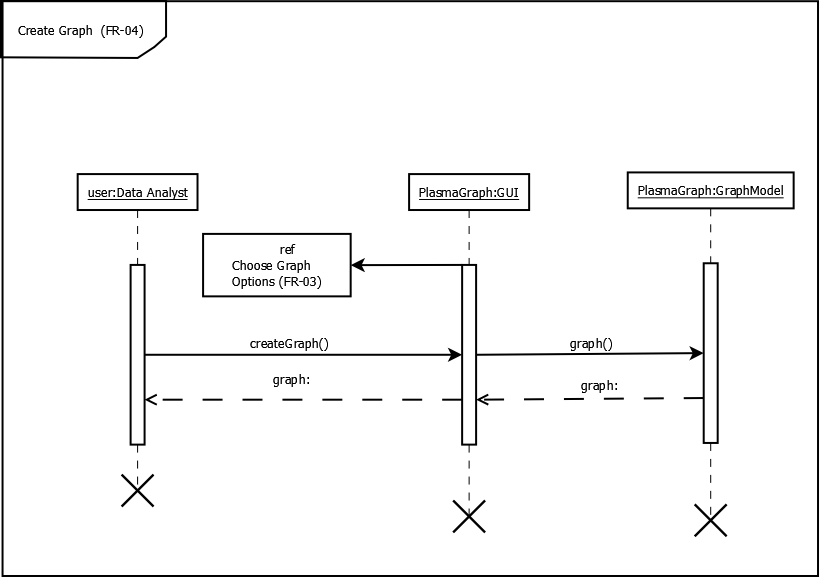 Create Graph (FR-04)
user:Data Analyst
PlasmaGraph:GUI
PlasmaGraph:GraphModel
ref
Choose Graph
Options (FR-03)
createGraph()
graph()
graph:
graph: